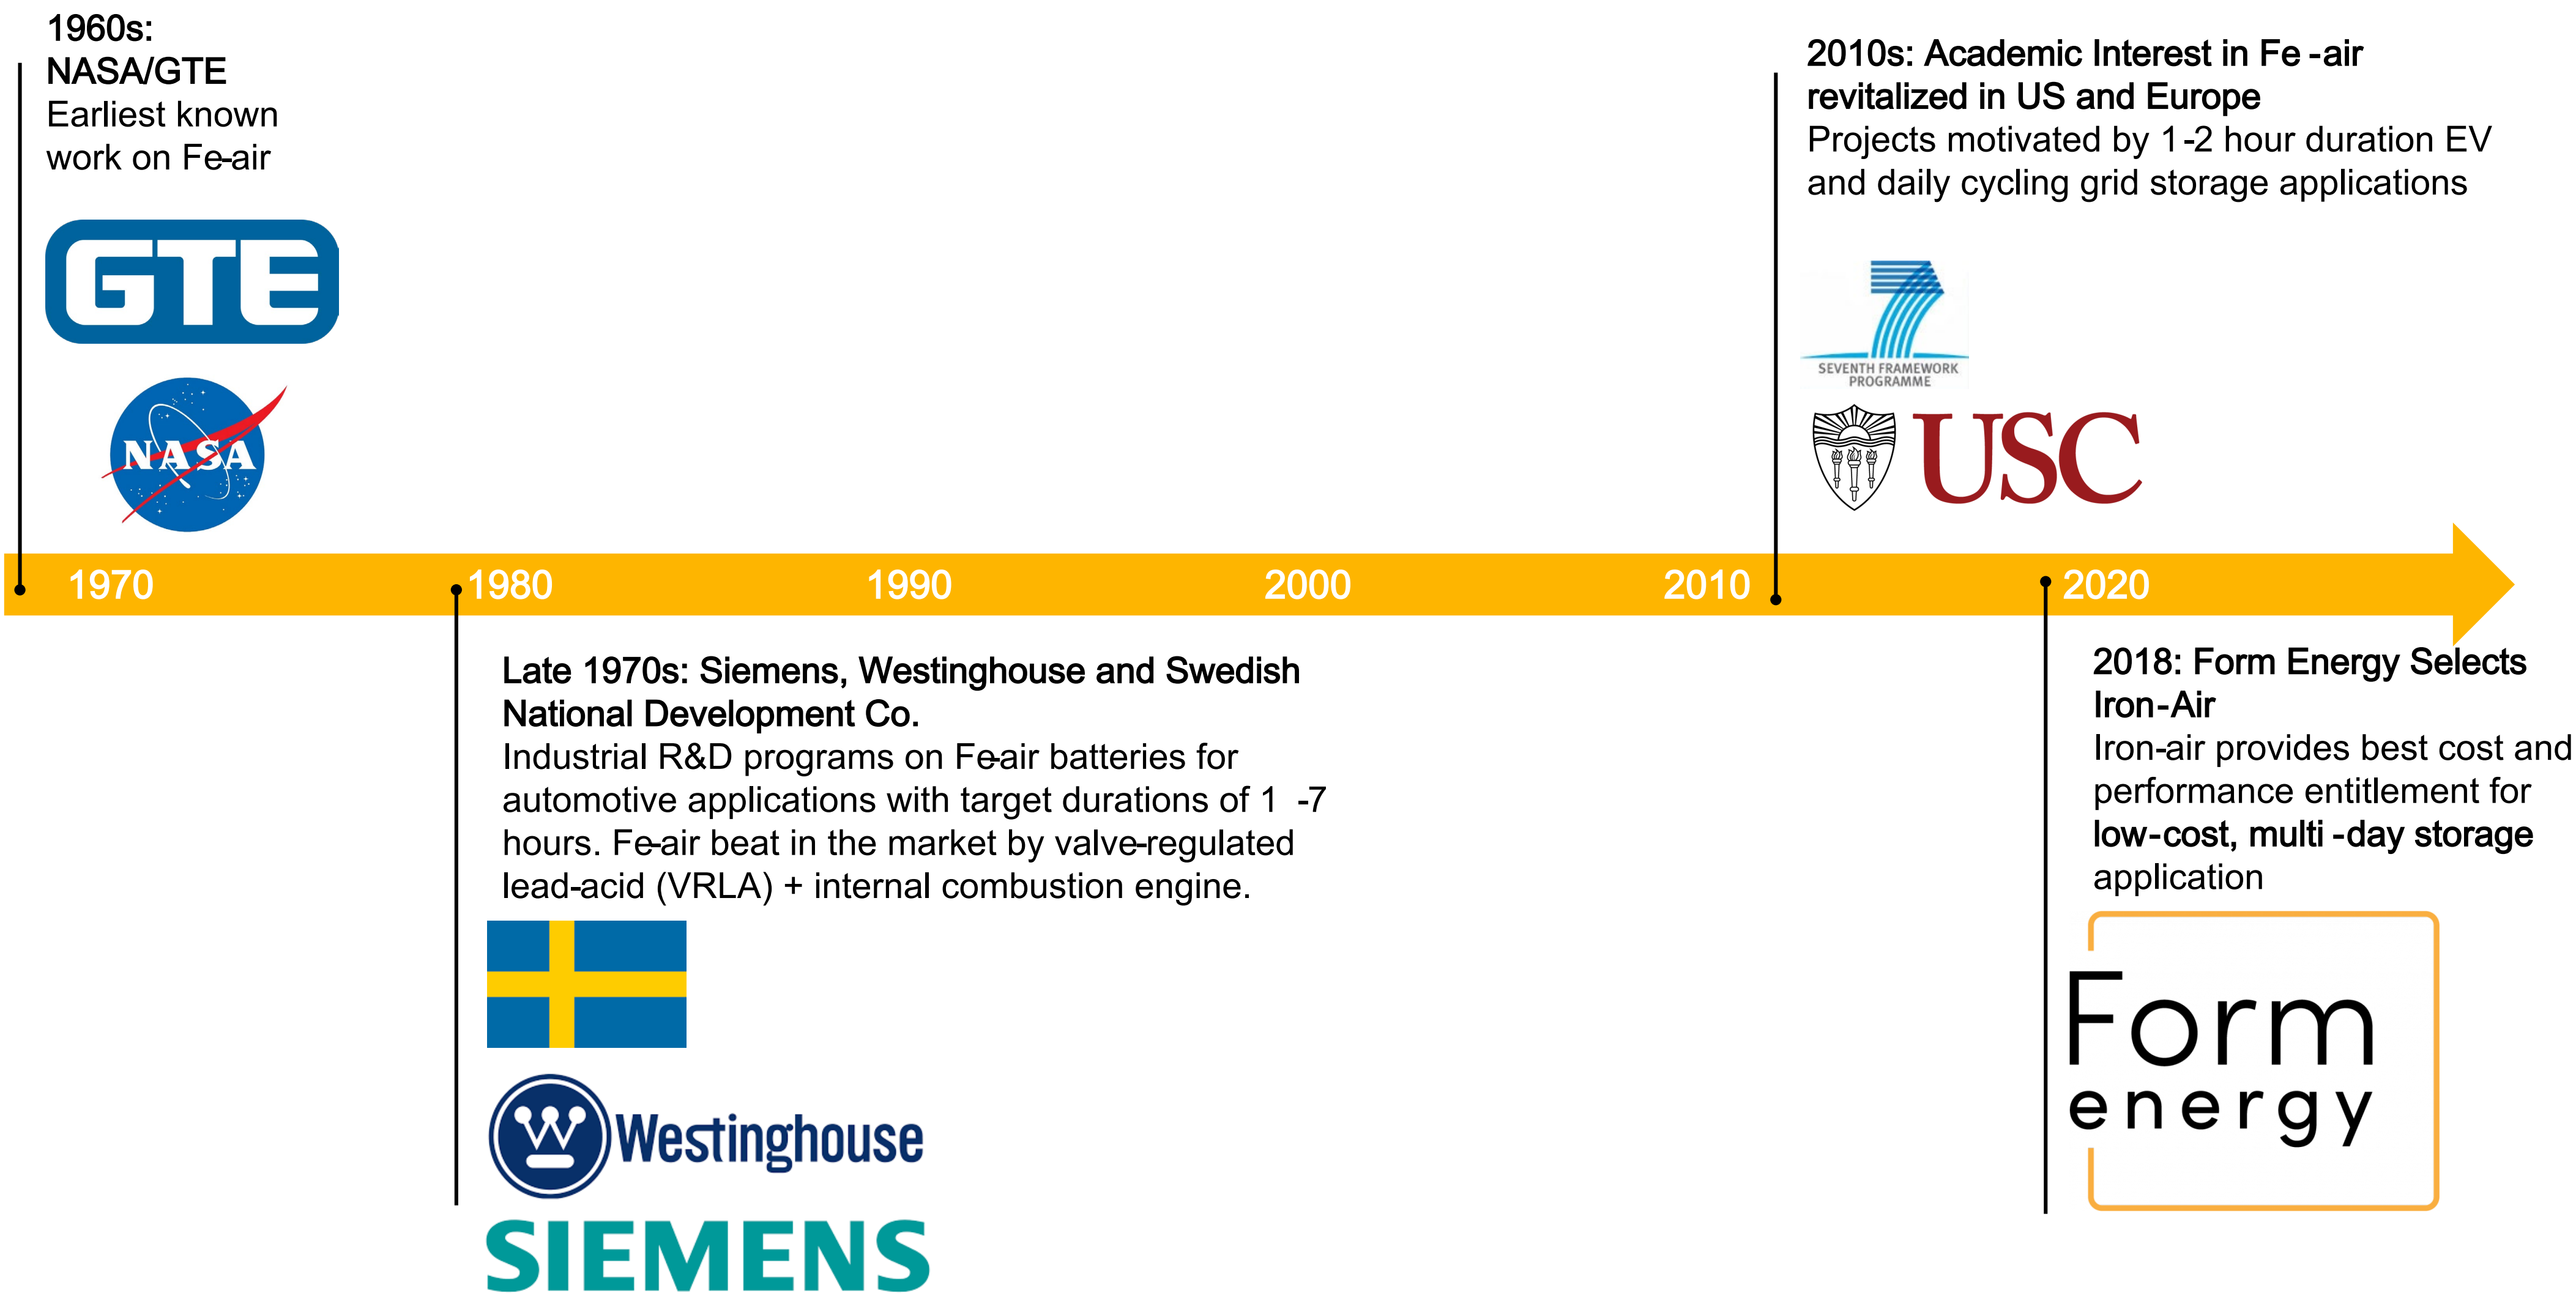 1960s:
NASA/GTE
Earliest known
work on Fe-air
GTE
NASA
2010s: Academic Interest in Fe -air
revitalized in US and Europe
Projects motivated by 1 -2 hour duration EV
and daily cycling grid storage applications
7
SEVENTH FRAMEWORK
PROGRAMME
USC
1970
1980
1990
2000
2010
2020
Late 1970s: Siemens, Westinghouse and Swedish
National Development Co.
Industrial R&D programs on Fe-air batteries for
automotive applications with target durations of 1 -7
hours. Fe-air beat in the market by valve-regulated
lead-acid (VRLA) + internal combustion engine.
W Westinghouse
SIEMENS
2018: Form Energy Selects
Iron-Air
Iron-air provides best cost and
performance entitlement for
low-cost, multi -day storage
application
Form
energy